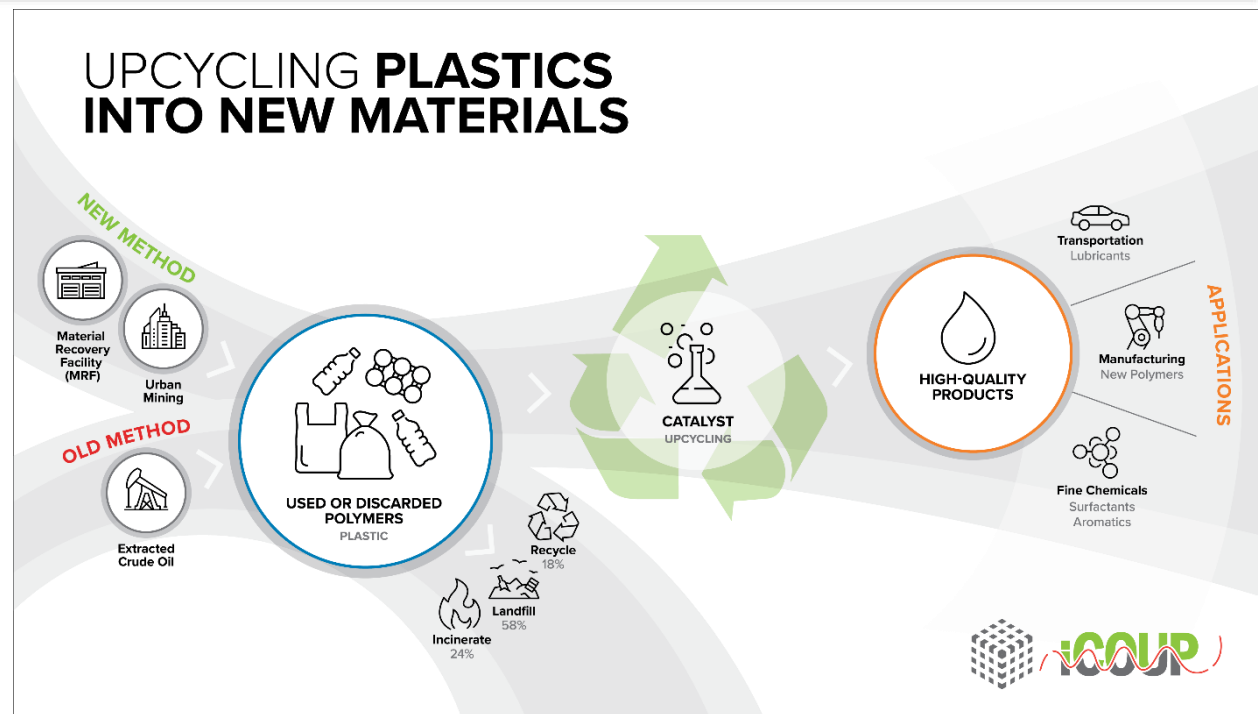 UPCYCLING PLASTICS
INTO NEW MATERIALS
NEW METHOD
Material
Recovery
Facility
(MRF)
Urban
Mining
OLD METHOD
Extracted
Crude Oil
USED OR DISCARDED
POLYMERS
PLASTIC
Recycle
18%
Landfill
58%
Incinerate
24%
CATALYST
UPCYCLING
HIGH-QUALITY
PRODUCTS
Transportation
Lubricants
Manufacturing
New Polymers
Fine Chemicals
Surfactants
Aromatics
APPLICATIONS
iCOUP